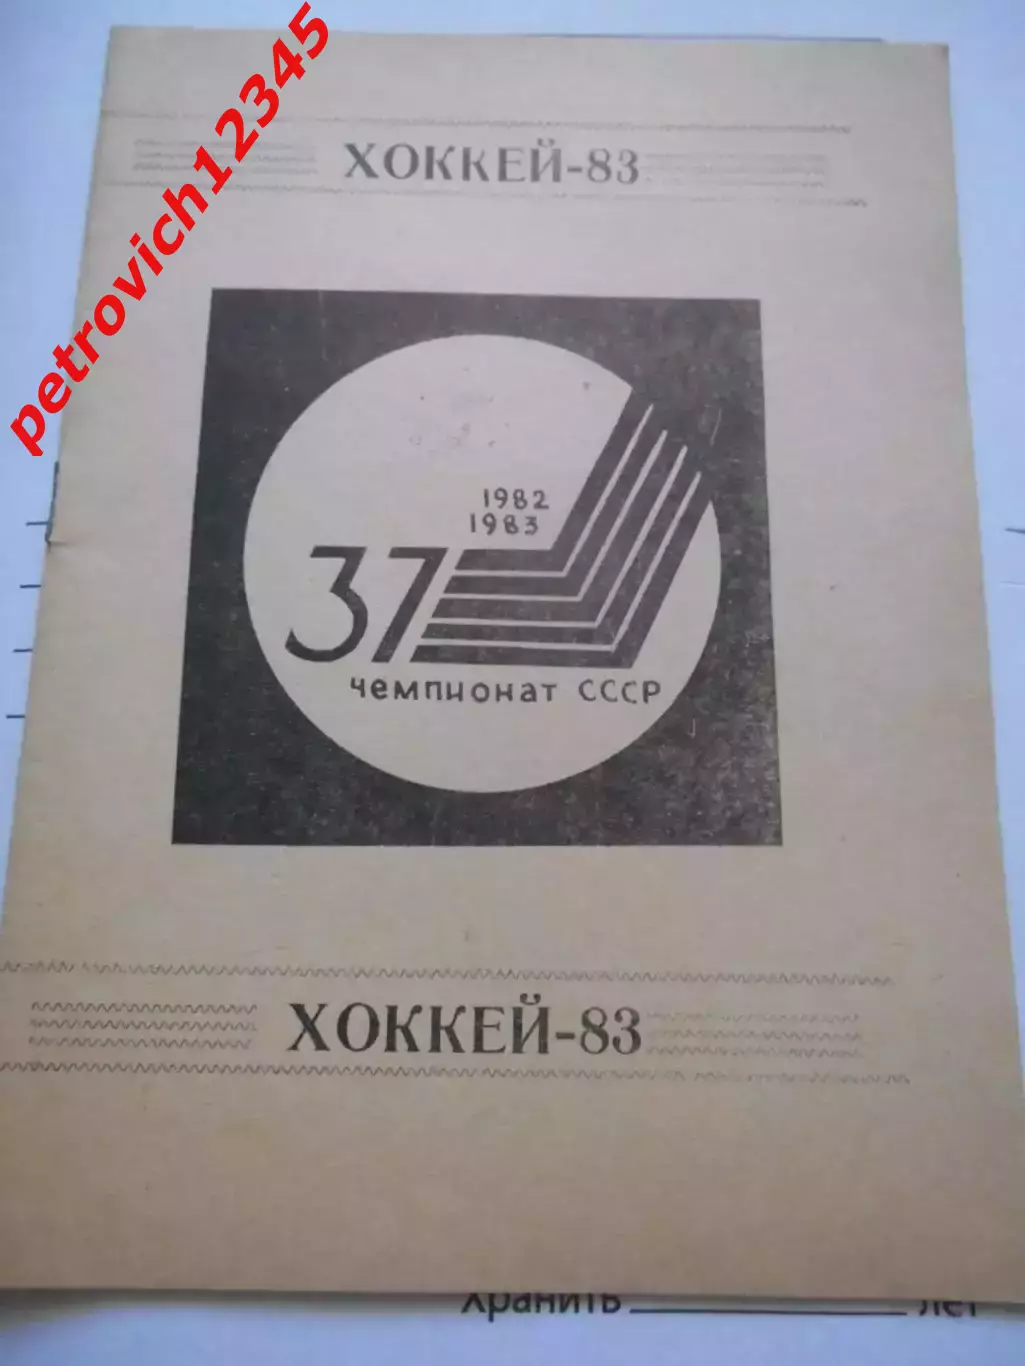 petrovich12345
ХОККЕЙ-83
1982
1983
37
чемпионат СССР
ХОККЕЙ-83
хранить лет